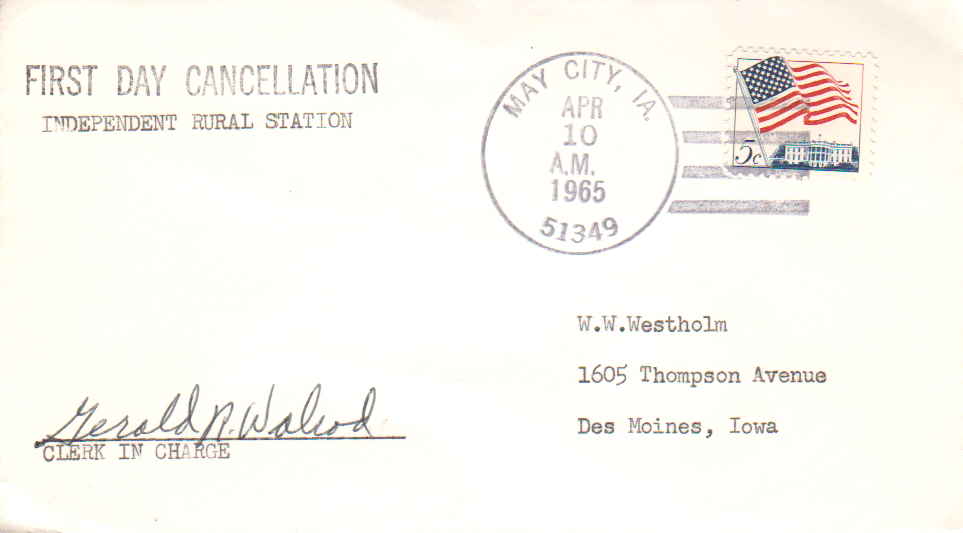 FIRST DAY CANCELLATION
INDEPENDENT RURAL STATION
MAY CITY, IA.
APR
10
A.M.
1965
51349
5c
W.W.Westholm
1605 Thompson Avenue
Des Moines, Iowa
Gerald R.
CLERK IN CHARGE